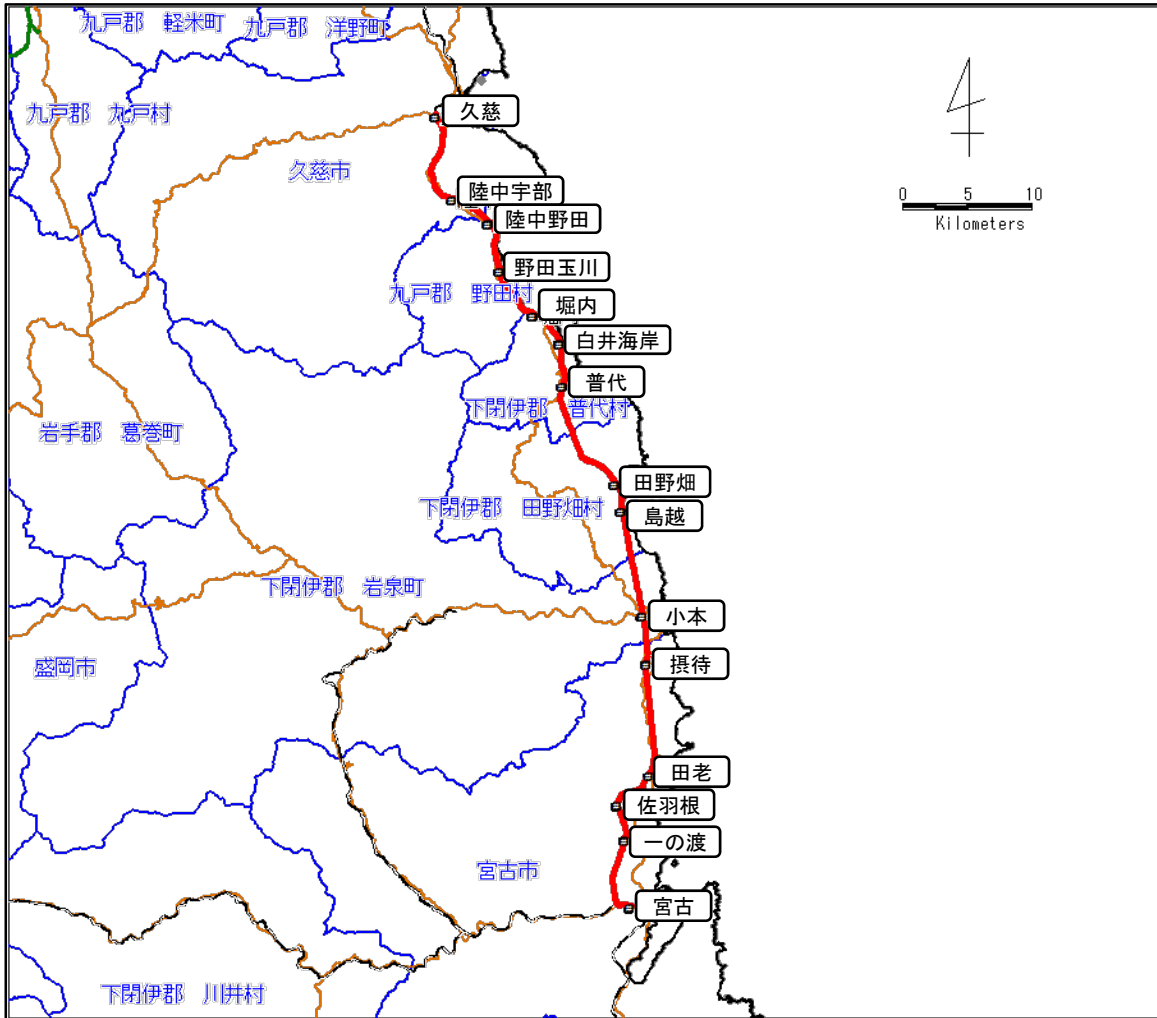 九戸郡　軽米町
九戸郡　洋野町
九戸郡　九戸村
久慈
久慈市
陸中宇部
陸中野田
野田玉川
九戸郡　野田村
堀内
白井海岸
普代
下閉伊郡　普代村
岩手郡　葛巻町
田野畑
下閉伊郡　田野畑村
島越
下閉伊郡　岩泉町
小本
摂待
盛岡市
田老
佐羽根
一の渡
宮古市
宮古
下閉伊郡　川井村
0 5 10
Kilometers